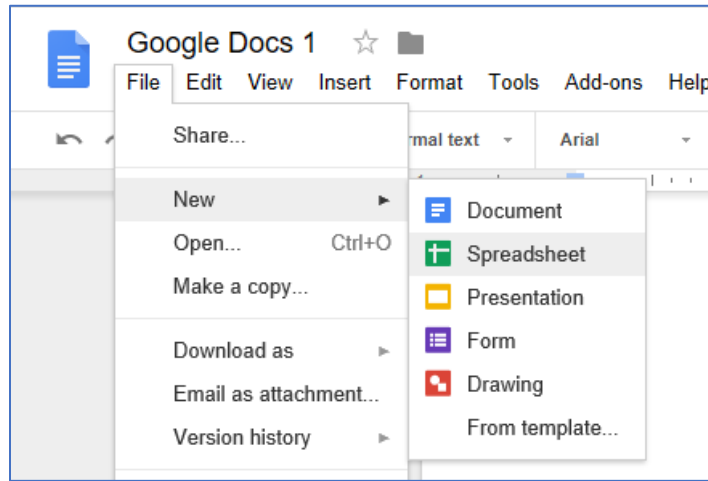 Google Docs 1
File Edit View Insert Format Tools Add-ons Help
Share...
rmal text Arial
New
Document
Open... Ctrl+O
Spreadsheet
Make a copy...
Presentation
Form
Download as
Drawing
Email as attachment...
From template...
Version history